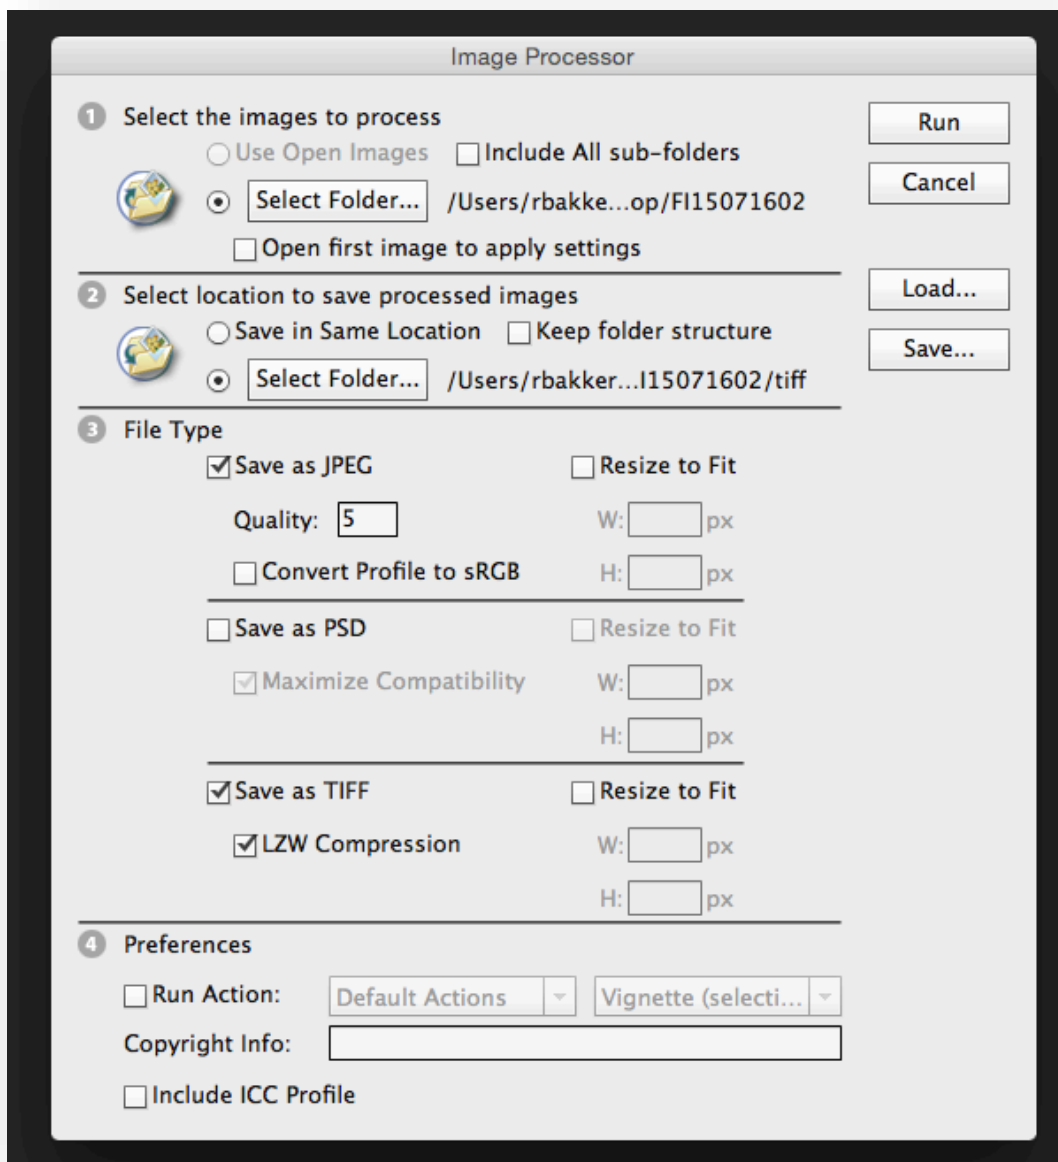 Image Processor
1 Select the images to process
Use Open Images Include All sub-folders
Select Folder... /Users/rbakke...op/FI15071602
Open first image to apply settings
Run
Cancel
2 Select location to save processed images
Save in Same Location Keep folder structure
Select Folder... /Users/rbakker...I15071602/tiff
Load...
Save...
3 File Type
Save as JPEG Resize to Fit
Quality: 5 W: px
Convert Profile to sRGB H: px
Save as PSD Resize to Fit
Maximize Compatibility W: px
H: px
Save as TIFF Resize to Fit
LZW Compression W: px
H: px
4 Preferences
Run Action: Default Actions Vignette (selecti...
Copyright Info:
Include ICC Profile